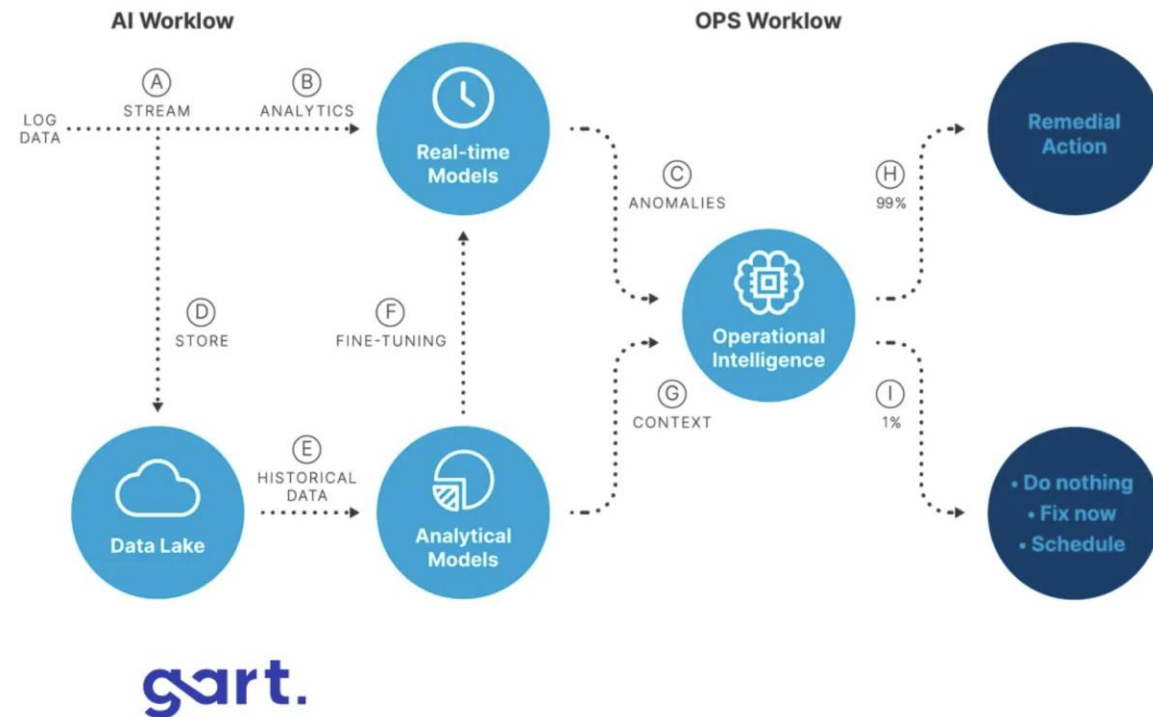 AI Worklow
OPS Worklow
A
STREAM
B
ANALYTICS
LOG
DATA
Real-time
Models
C
ANOMALIES
H
99%
Remedial
Action
D
STORE
F
FINE-TUNING
Operational
Intelligence
G
CONTEXT
I
1%
Data Lake
E
HISTORICAL
DATA
Analytical
Models
• Do nothing
• Fix now
• Schedule
gart.